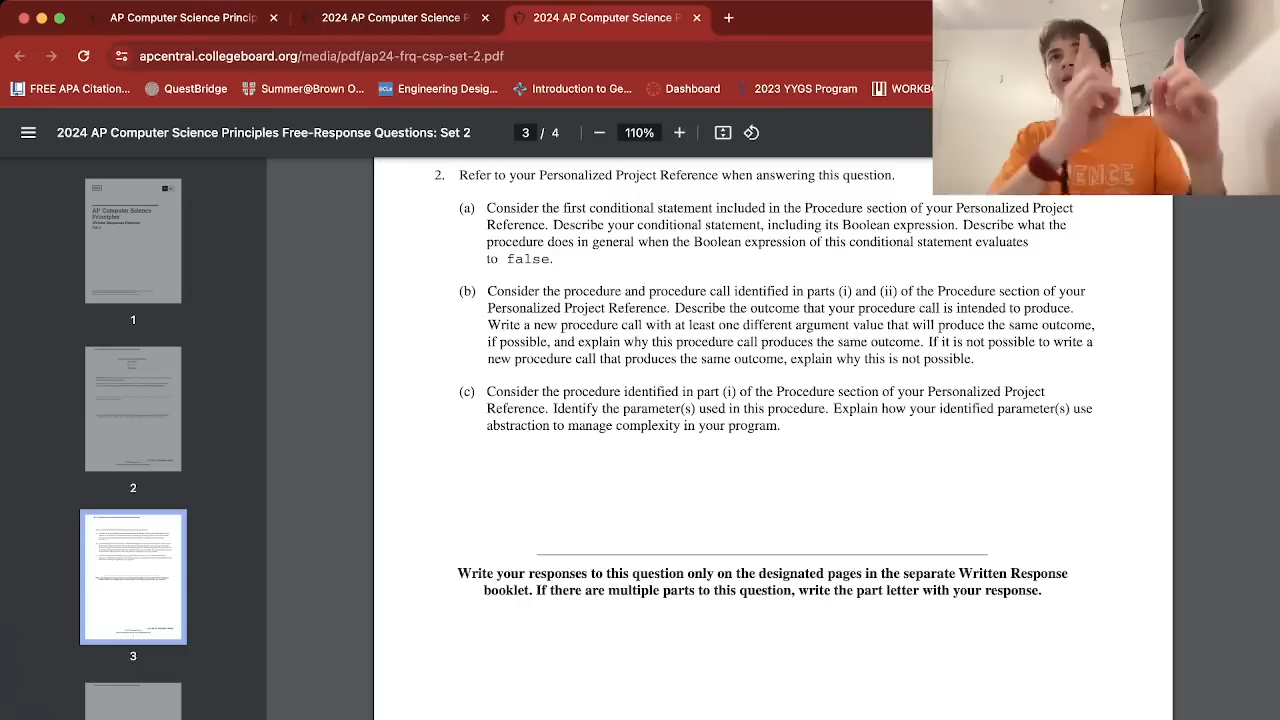 AP Computer Science Princip
2024 AP Computer Science P
2024 AP Computer Science P
apcentral.collegeboard.org/media/pdf/ap24-frq-csp-set-2.pdf
FREE APA Citation...
QuestBridge
Summer@Brown O...
Engineering Desig...
Introduction to Ge...
Dashboard
2023 YYGS Program
WORKBO
2024 AP Computer Science Principles Free-Response Questions: Set 2
3 / 4
110%
AP Computer Science
Principles
1
2
3
ENCE
2. Refer to your Personalized Project Reference when answering this question.
(a) Consider the first conditional statement included in the Procedure section of your Personalized Project
Reference. Describe your conditional statement, including its Boolean expression. Describe what the
procedure does in general when the Boolean expression of this conditional statement evaluates
to false.
(b) Consider the procedure and procedure call identified in parts (i) and (ii) of the Procedure section of your
Personalized Project Reference. Describe the outcome that your procedure call is intended to produce.
Write a new procedure call with at least one different argument value that will produce the same outcome,
if possible, and explain why this procedure call produces the same outcome. If it is not possible to write a
new procedure call that produces the same outcome, explain why this is not possible.
(c) Consider the procedure identified in part (i) of the Procedure section of your Personalized Project
Reference. Identify the parameter(s) used in this procedure. Explain how your identified parameter(s) use
abstraction to manage complexity in your program.
Write your responses to this question only on the designated pages in the separate Written Response
booklet. If there are multiple parts to this question, write the part letter with your response.